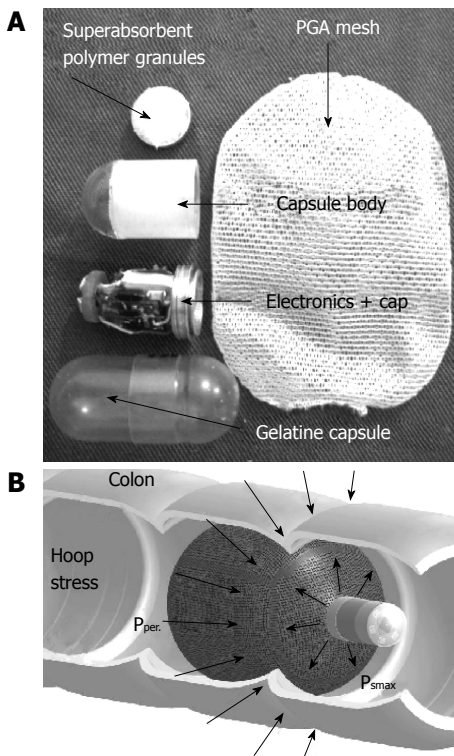 A
Superabsorbent
polymer granules
PGA mesh
Capsule body
Electronics + cap
Gelatine capsule
B
Colon
Hoop
stress
Pper.
Psmax